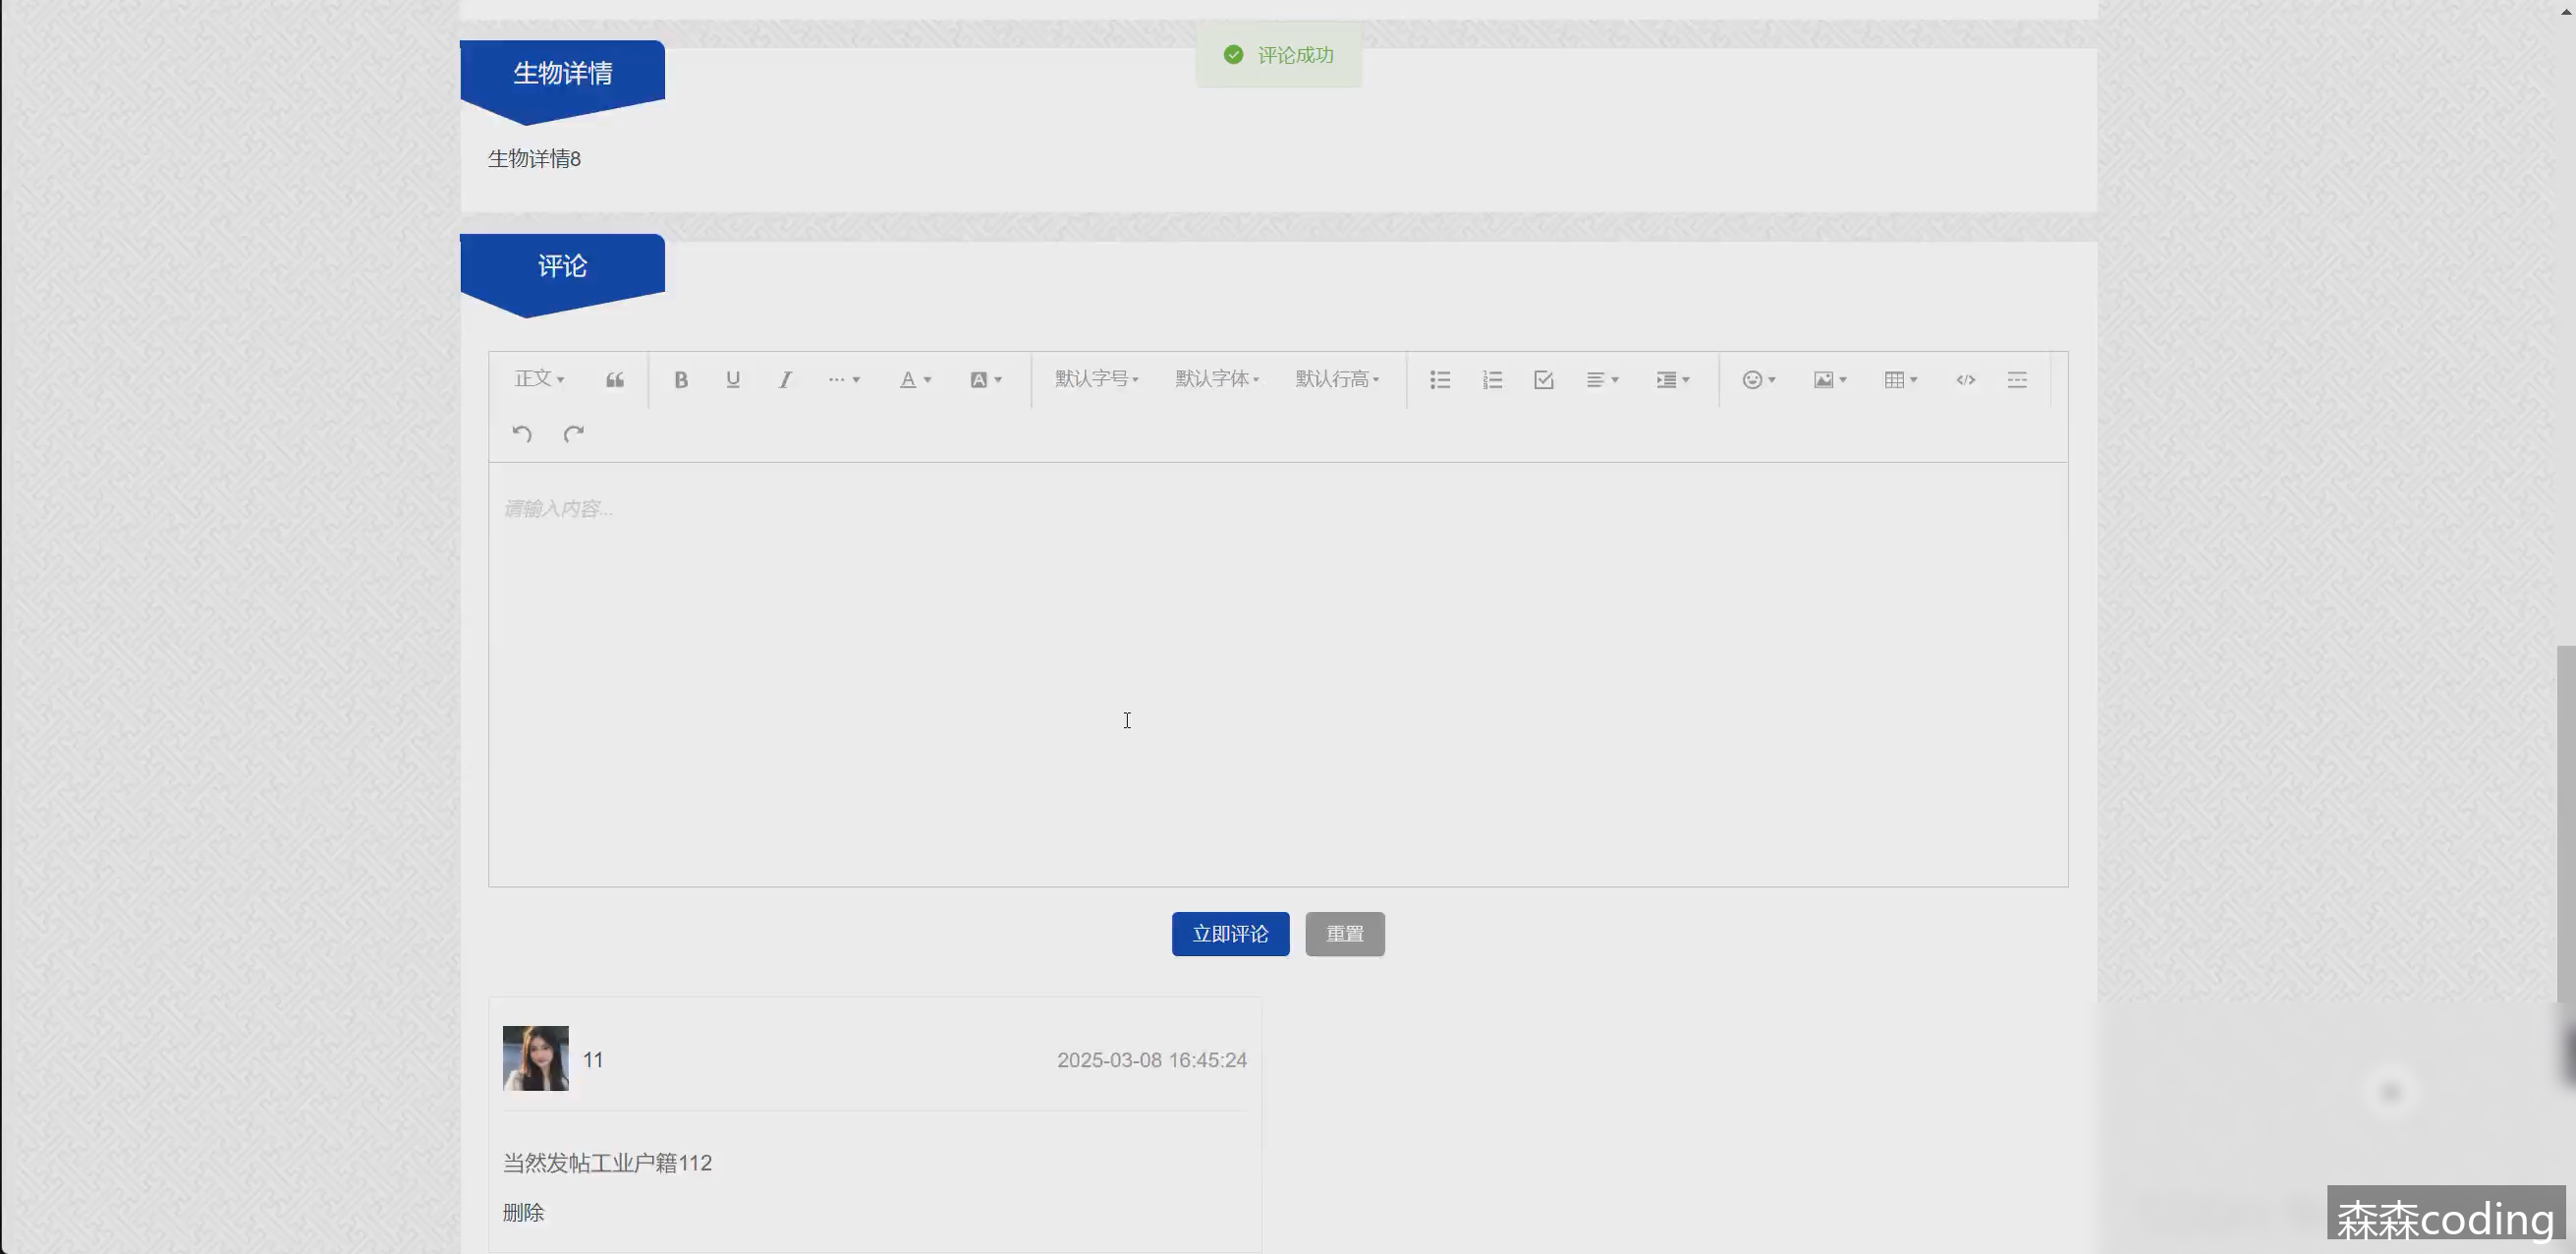 评论成功
生物详情
生物详情8
评论
正文 B U I A A 默认字号 默认字体 默认行高
请输入内容...
立即评论 重置
11 2025-03-08 16:45:24
当然发帖工业户籍112
删除
森森coding